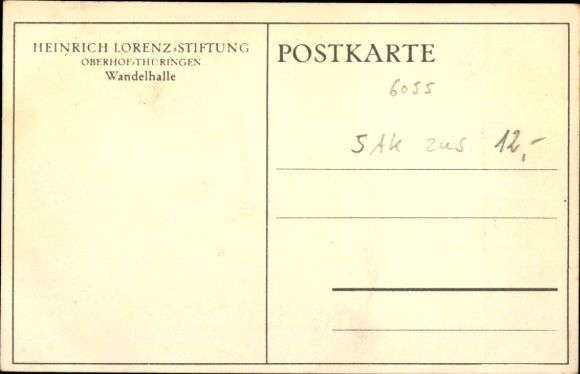 HEINRICH LORENZ-STIFTUNG
OBERHOF-THÜRINGEN
Wandelhalle
POSTKARTE
6055
5 AK zus 12,-